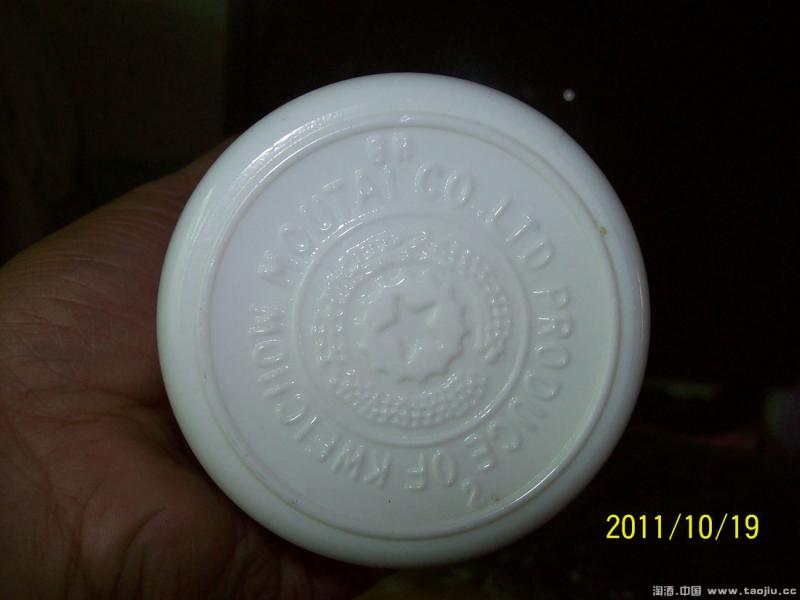 PRODUCE OF KWEICHOW MOUTAI CO.LTD
2011/10/19
淘酒.中国 www.taojiu.cc